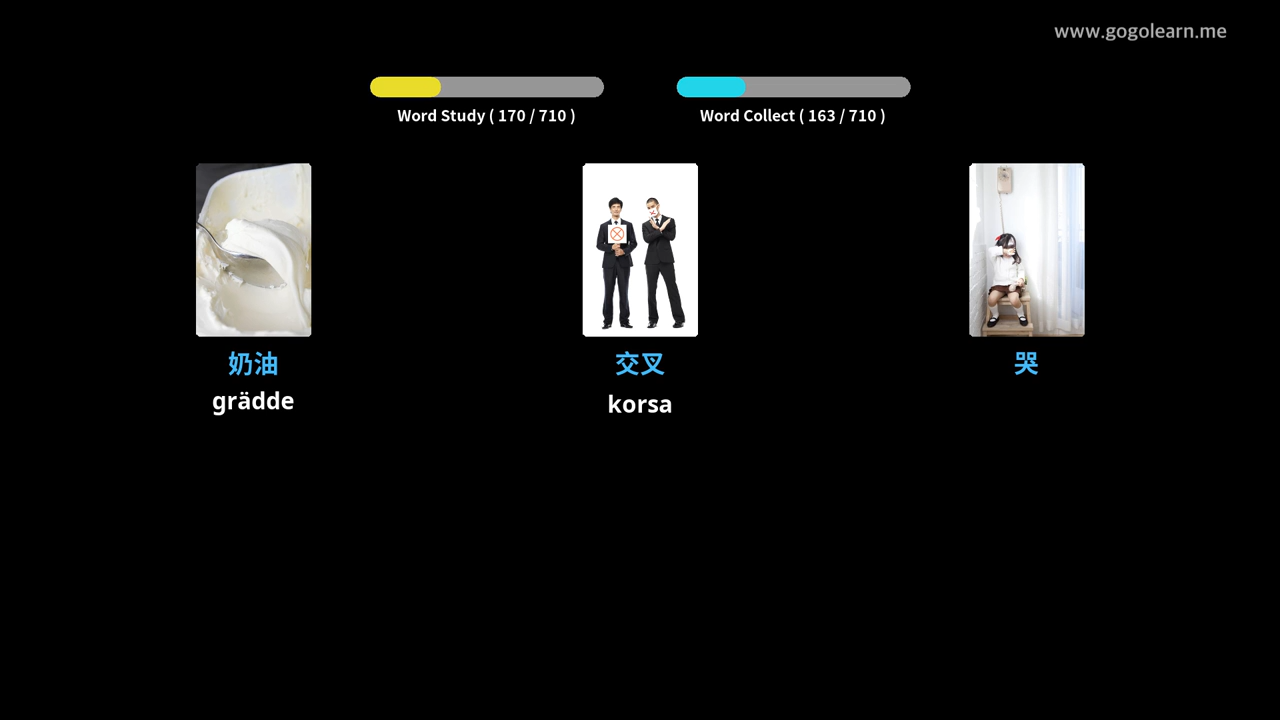 www.gogolearn.me
Word Study ( 170 / 710 )
Word Collect ( 163 / 710 )
奶油
grädde
交叉
korsa
哭